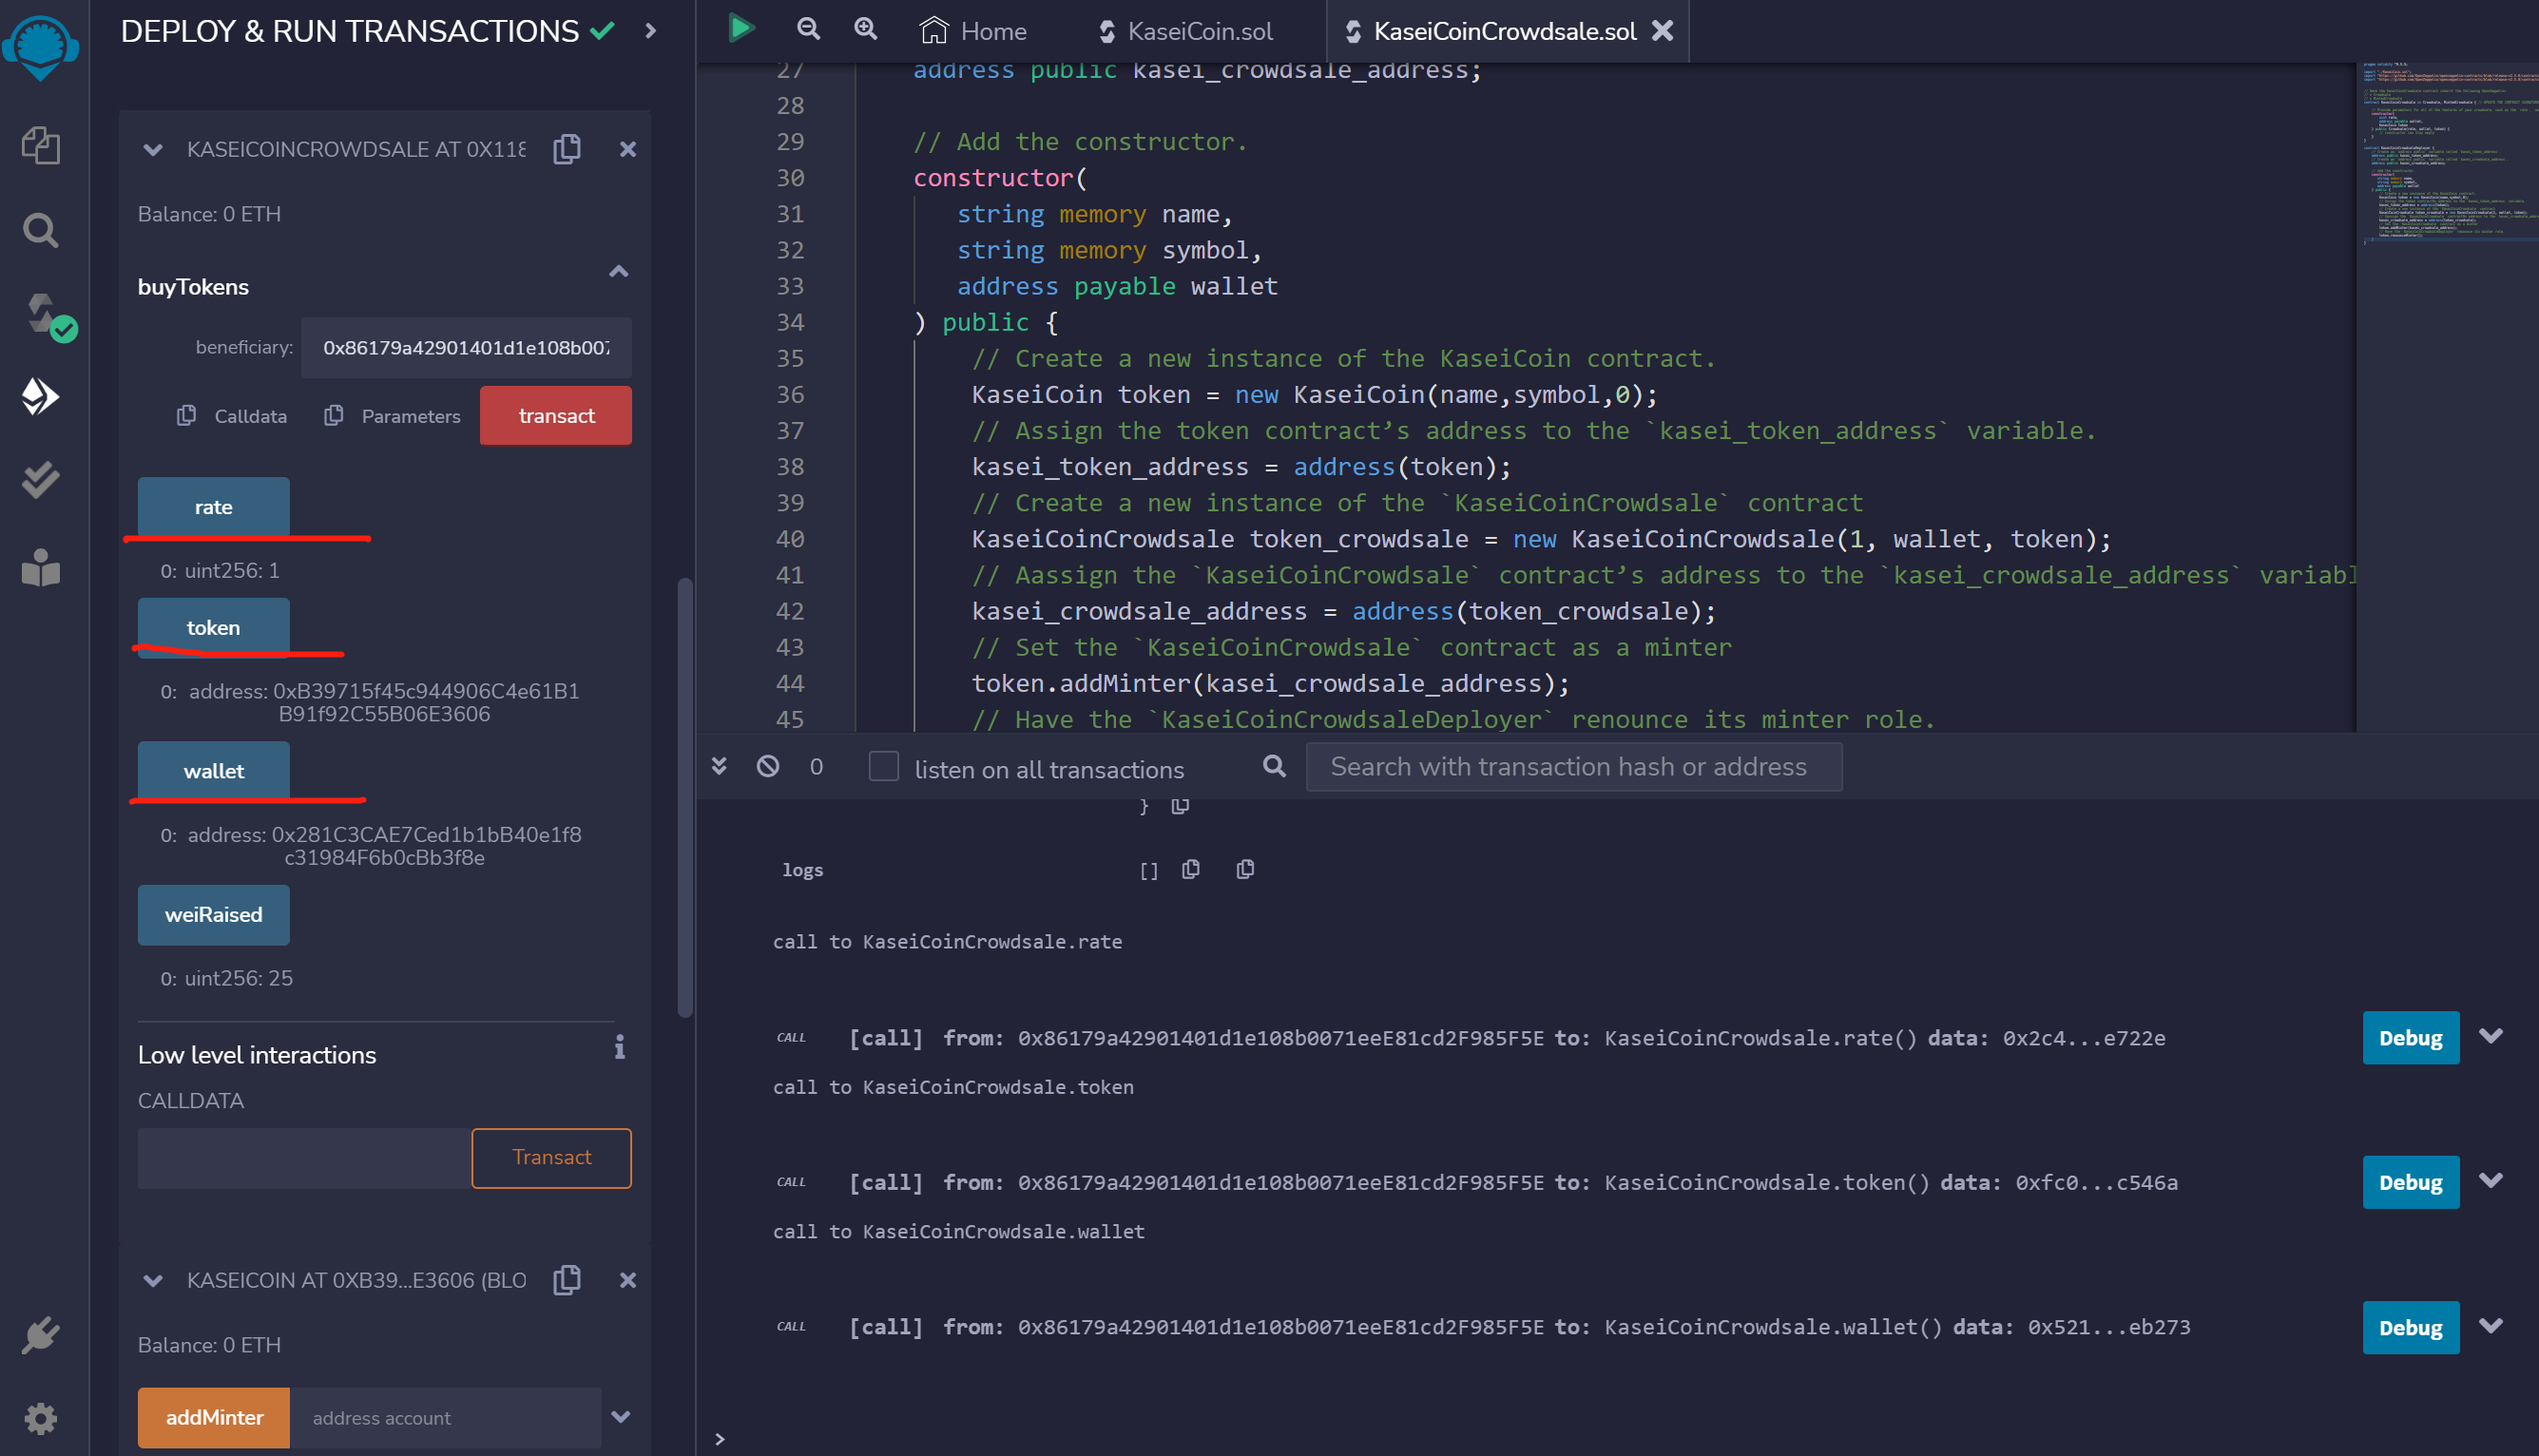 DEPLOY & RUN TRANSACTIONS
KASEICOINCROWDSALE AT 0X118
Balance: 0 ETH
buyTokens
beneficiary: 0x86179a42901401d1e108b007
Calldata Parameters transact
rate
0: uint256: 1
token
0: address: 0xB39715f45c944906C4e61B1
B91f92C55B06E3606
wallet
0: address: 0x281C3CAE7Ced1b1bB40e1f8
c31984F6b0cBb3f8e
weiRaised
0: uint256: 25
Low level interactions
CALLDATA
Transact
KASEICOIN AT 0XB39...E3606 (BLO
Balance: 0 ETH
addMinter address account
Home KaseiCoin.sol KaseiCoinCrowdsale.sol
27 address public kasei_crowdsale_address;
28
29 // Add the constructor.
30 constructor(
31 string memory name,
32 string memory symbol,
33 address payable wallet
34 ) public {
35 // Create a new instance of the KaseiCoin contract.
36 KaseiCoin token = new KaseiCoin(name,symbol,0);
37 // Assign the token contract’s address to the `kasei_token_address` variable.
38 kasei_token_address = address(token);
39 // Create a new instance of the `KaseiCoinCrowdsale` contract
40 KaseiCoinCrowdsale token_crowdsale = new KaseiCoinCrowdsale(1, wallet, token);
41 // Aassign the `KaseiCoinCrowdsale` contract’s address to the `kasei_crowdsale_address` variabl
42 kasei_crowdsale_address = address(token_crowdsale);
43 // Set the `KaseiCoinCrowdsale` contract as a minter
44 token.addMinter(kasei_crowdsale_address);
45 // Have the `KaseiCoinCrowdsaleDeployer` renounce its minter role.
0 listen on all transactions Search with transaction hash or address
}
logs []
call to KaseiCoinCrowdsale.rate
CALL [call] from: 0x86179a42901401d1e108b0071eeE81cd2F985F5E to: KaseiCoinCrowdsale.rate() data: 0x2c4...e722e Debug
call to KaseiCoinCrowdsale.token
CALL [call] from: 0x86179a42901401d1e108b0071eeE81cd2F985F5E to: KaseiCoinCrowdsale.token() data: 0xfc0...c546a Debug
call to KaseiCoinCrowdsale.wallet
CALL [call] from: 0x86179a42901401d1e108b0071eeE81cd2F985F5E to: KaseiCoinCrowdsale.wallet() data: 0x521...eb273 Debug
>